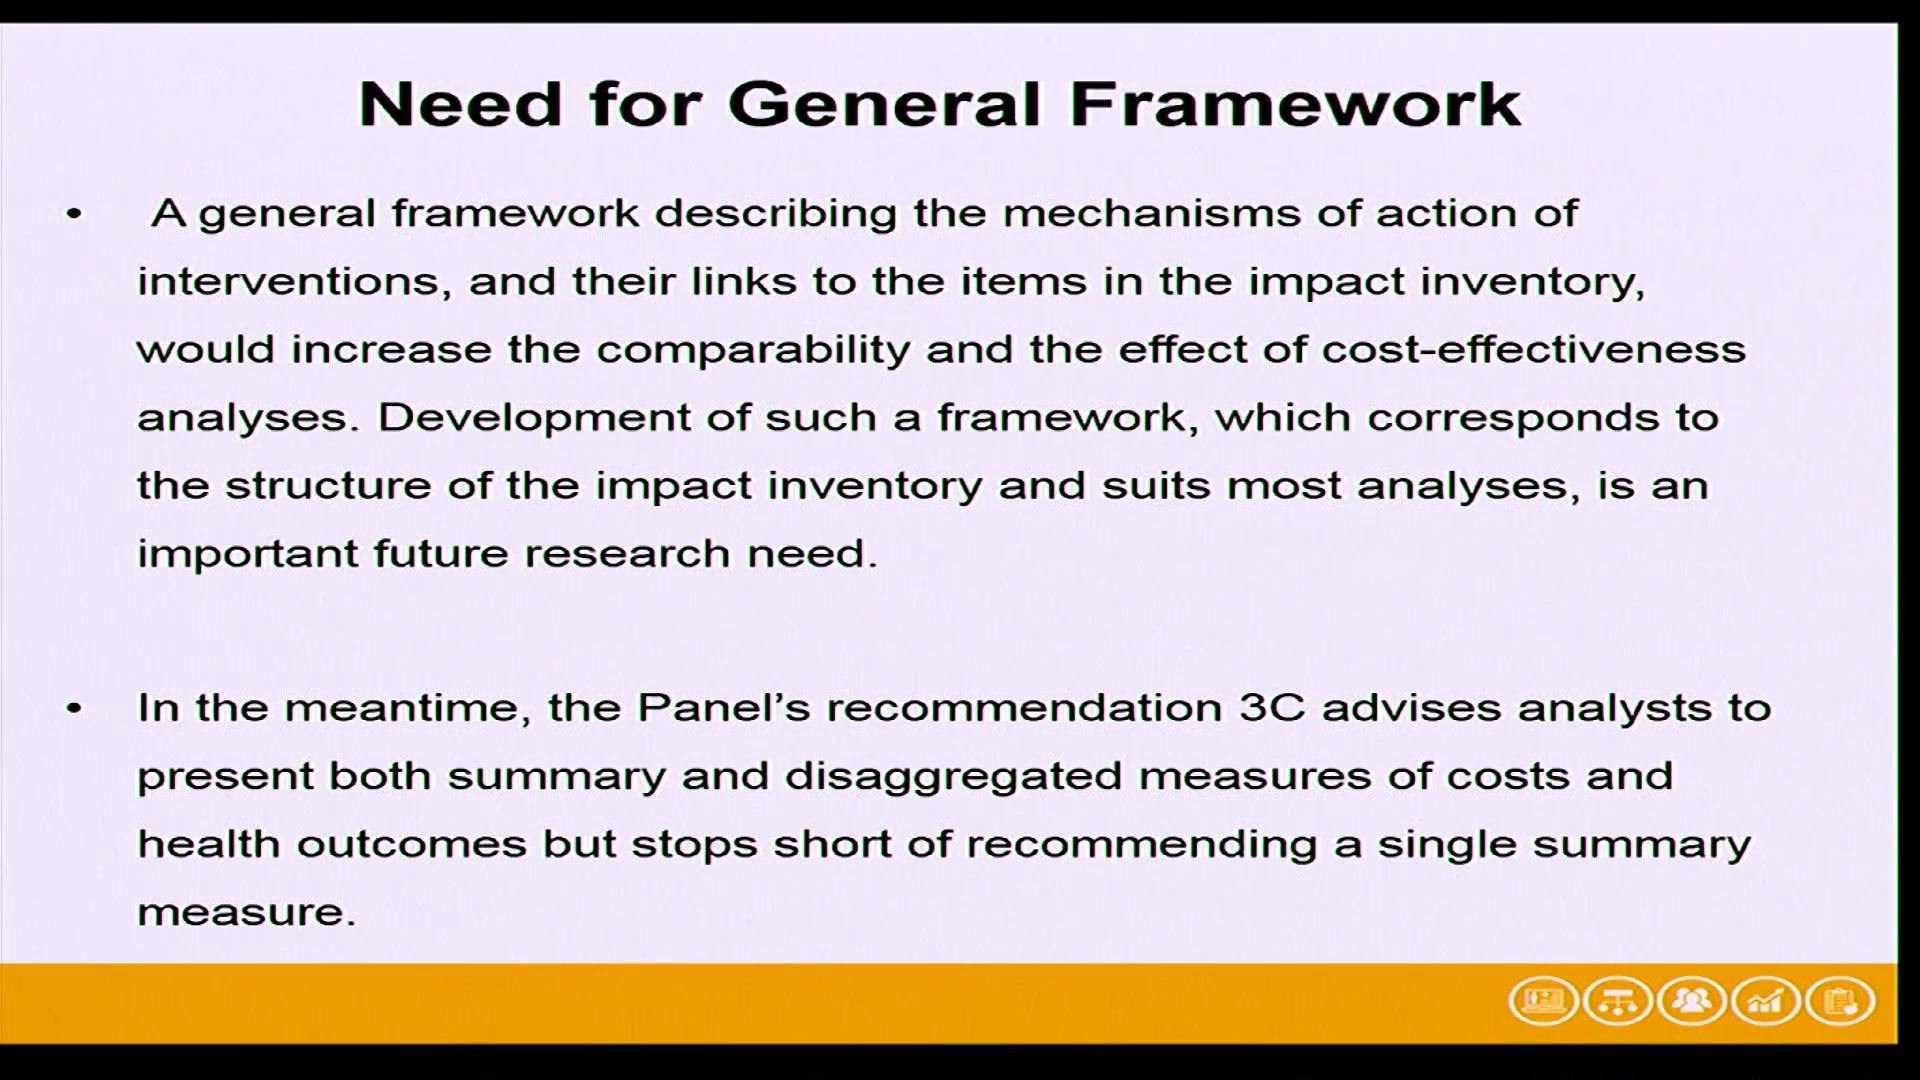 Need for General Framework
• A general framework describing the mechanisms of action of
interventions, and their links to the items in the impact inventory,
would increase the comparability and the effect of cost-effectiveness
analyses. Development of such a framework, which corresponds to
the structure of the impact inventory and suits most analyses, is an
important future research need.
• In the meantime, the Panel’s recommendation 3C advises analysts to
present both summary and disaggregated measures of costs and
health outcomes but stops short of recommending a single summary
measure.